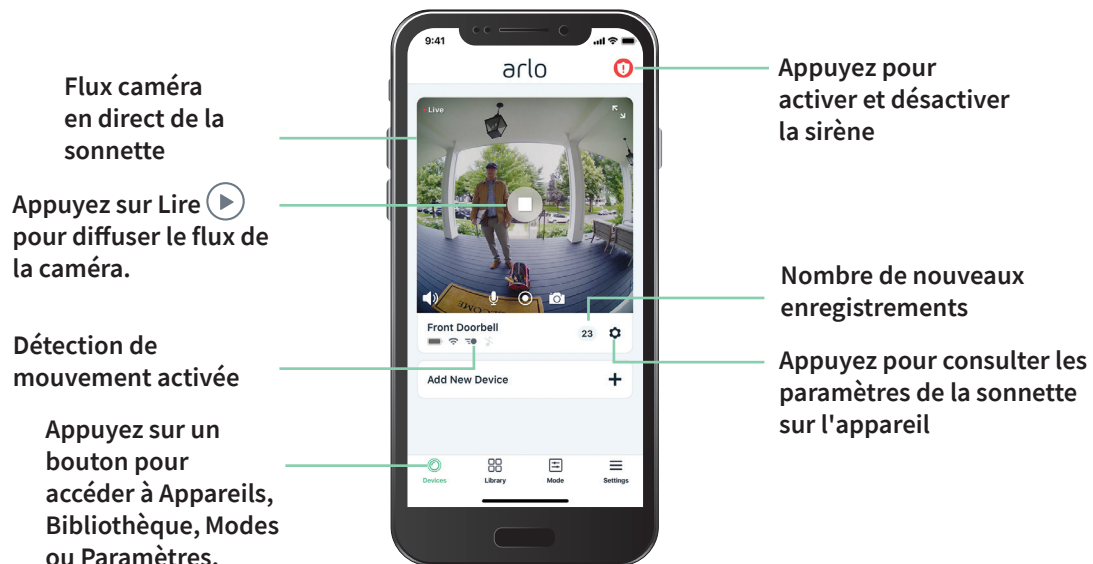 Flux caméra
en direct de la
sonnette
Appuyez sur Lire
pour diffuser le flux de
la caméra.
Détection de
mouvement activée
Appuyez sur un
bouton pour
accéder à Appareils,
Bibliothèque, Modes
ou Paramètres.
9:41
arlo
Live
WELCOME
Front Doorbell
23
Add New Device
Devices
Library
Mode
Settings
Appuyez pour
activer et désactiver
la sirène
Nombre de nouveaux
enregistrements
Appuyez pour consulter les
paramètres de la sonnette
sur l'appareil